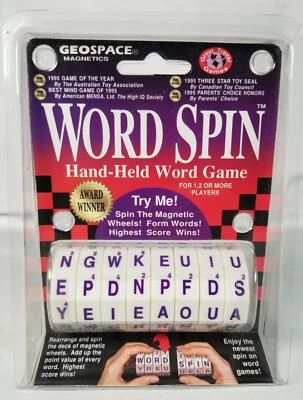 GEOSPACE®
MAGNETICS
1995 GAME OF THE YEAR
By The Australian Toy Association
BEST MIND GAME OF 1995
By American MENSA, Ltd. The High IQ Society
1995 THREE STAR TOY SEAL
By Canadian Toy Council
1995 PARENTS' CHOICE HONORS
By Parents' Choice
WORD SPIN™
Hand-Held Word Game
FOR 1,2 OR MORE
PLAYERS
AWARD
WINNER
Try Me!
Spin The Magnetic
Wheels! Form Words!
Highest Score Wins!
N G W K E U I U
E P D N P F D S
Y E I E A O U A
Rearrange and spin
the deck of magnetic
wheels. Add up the
point value of every
word. Highest
score wins!
WORD SPIN
Enjoy the
newest
spin on
word
games!